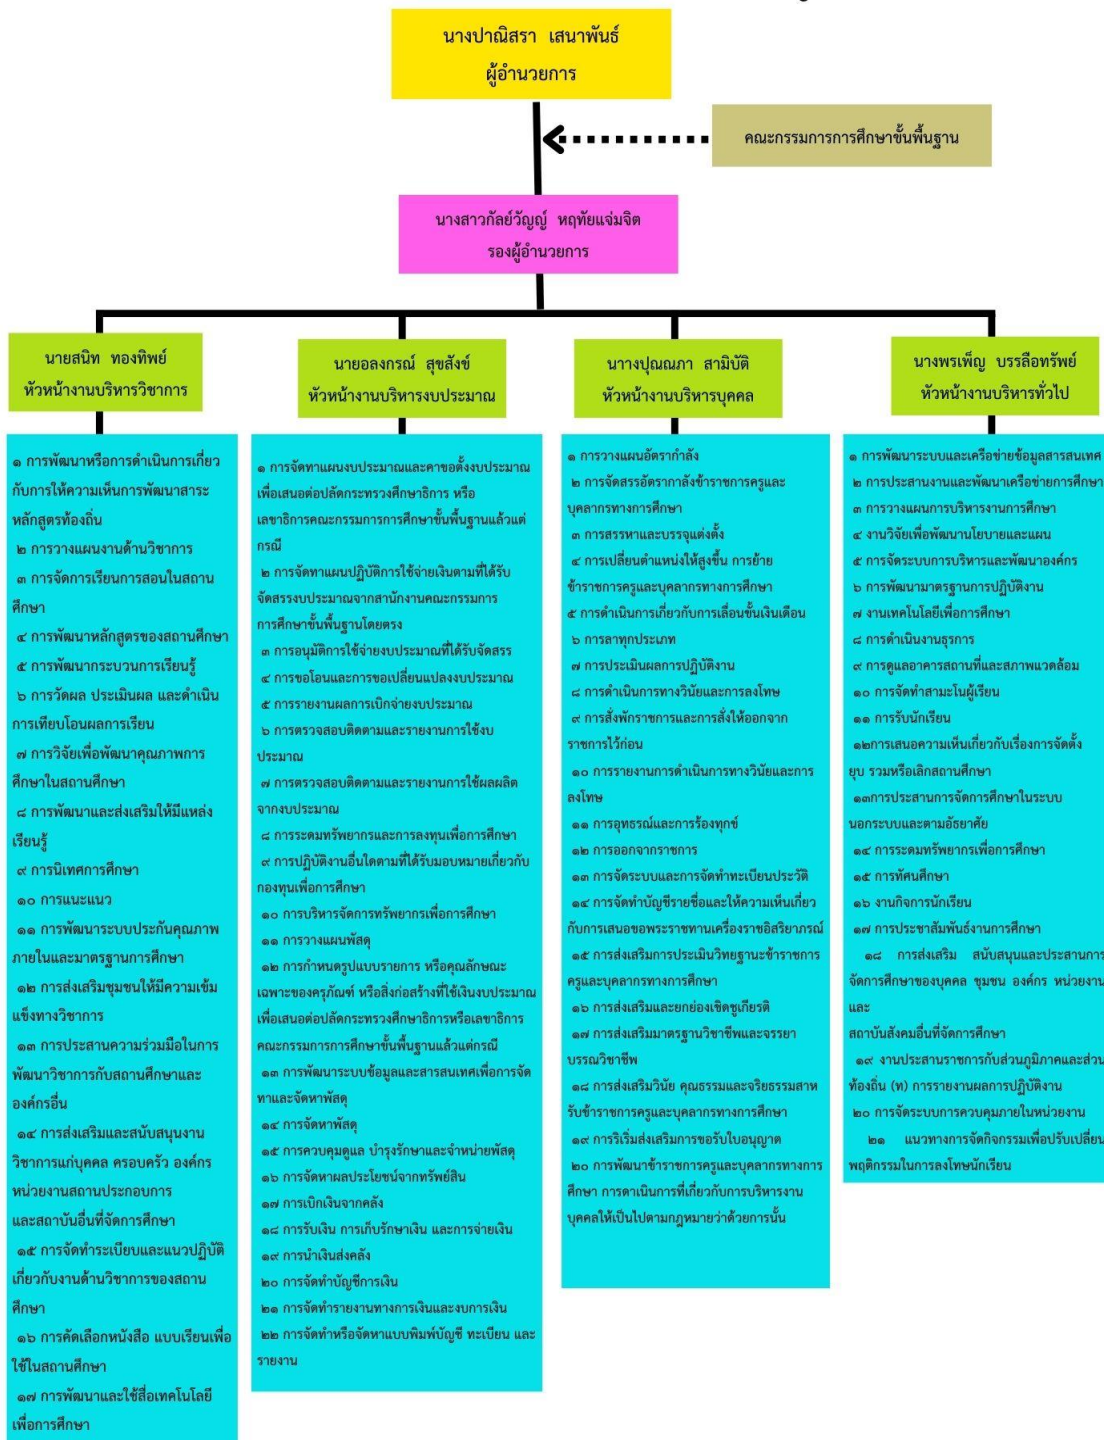 นางปาณิสรา เสนาพันธ์
ผู้อำนวยการ
คณะกรรมการการศึกษาขั้นพื้นฐาน
นางสาวกัลย์วัญญ์ หฤทัยแจ่มจิต
รองผู้อำนวยการ
นายสนิท ทองทิพย์
หัวหน้างานบริหารวิชาการ
๑ การพัฒนาหรือการดำเนินการเกี่ยว
กับการให้ความเห็นการพัฒนาสาระ
หลักสูตรท้องถิ่น
๒ การวางแผนงานด้านวิชาการ
๓ การจัดการเรียนการสอนในสถาน
ศึกษา
๔ การพัฒนาหลักสูตรของสถานศึกษา
๕ การพัฒนากระบวนการเรียนรู้
๖ การวัดผล ประเมินผล และดำเนิน
การเทียบโอนผลการเรียน
๗ การวิจัยเพื่อพัฒนาคุณภาพการ
ศึกษาในสถานศึกษา
๘ การพัฒนาและส่งเสริมให้มีแหล่ง
เรียนรู้
๙ การนิเทศการศึกษา
๑๐ การแนะแนว
๑๑ การพัฒนาระบบประกันคุณภาพ
ภายในและมาตรฐานการศึกษา
๑๒ การส่งเสริมชุมชนให้มีความเข้ม
แข็งทางวิชาการ
๑๓ การประสานความร่วมมือในการ
พัฒนาวิชาการกับสถานศึกษาและ
องค์กรอื่น
๑๔ การส่งเสริมและสนับสนุนงาน
วิชาการแก่บุคคล ครอบครัว องค์กร
หน่วยงานสถานประกอบการ
และสถาบันอื่นที่จัดการศึกษา
๑๕ การจัดทำระเบียบและแนวปฏิบัติ
เกี่ยวกับงานด้านวิชาการของสถาน
ศึกษา
๑๖ การคัดเลือกหนังสือ แบบเรียนเพื่อ
ใช้ในสถานศึกษา
๑๗ การพัฒนาและใช้สื่อเทคโนโลยี
เพื่อการศึกษา
นายอลงกรณ์ สุขสังข์
หัวหน้างานบริหารงบประมาณ
๑ การจัดทาแผนงบประมาณและคาขอตั้งงบประมาณ
เพื่อเสนอต่อปลัดกระทรวงศึกษาธิการ หรือ
เลขาธิการคณะกรรมการการศึกษาขั้นพื้นฐานแล้วแต่
กรณี
๒ การจัดทาแผนปฏิบัติการใช้จ่ายเงินตามที่ได้รับ
จัดสรรงบประมาณจากสานักงานคณะกรรมการ
การศึกษาขั้นพื้นฐานโดยตรง
๓ การอนุมัติการใช้จ่ายงบประมาณที่ได้รับจัดสรร
๔ การขอโอนและการขอเปลี่ยนแปลงงบประมาณ
๕ การรายงานผลการเบิกจ่ายงบประมาณ
๖ การตรวจสอบติดตามและรายงานการใช้งบ
ประมาณ
๗ การตรวจสอบติดตามและรายงานการใช้ผลผลิต
จากงบประมาณ
๘ การระดมทรัพยากรและการลงทุนเพื่อการศึกษา
๙ การปฏิบัติงานอื่นใดตามที่ได้รับมอบหมายเกี่ยวกับ
กองทุนเพื่อการศึกษา
๑๐ การบริหารจัดการทรัพยากรเพื่อการศึกษา
๑๑ การวางแผนพัสดุ
๑๒ การกำหนดรูปแบบรายการ หรือคุณลักษณะ
เฉพาะของครุภัณฑ์ หรือสิ่งก่อสร้างที่ใช้เงินงบประมาณ
เพื่อเสนอต่อปลัดกระทรวงศึกษาธิการหรือเลขาธิการ
คณะกรรมการการศึกษาขั้นพื้นฐานแล้วแต่กรณี
๑๓ การพัฒนาระบบข้อมูลและสารสนเทศเพื่อการจัด
ทาและจัดหาพัสดุ
๑๔ การจัดหาพัสดุ
๑๕ การควบคุมดูแล บำรุงรักษาและจำหน่ายพัสดุ
๑๖ การจัดหาผลประโยชน์จากทรัพย์สิน
๑๗ การเบิกเงินจากคลัง
๑๘ การรับเงิน การเก็บรักษาเงิน และการจ่ายเงิน
๑๙ การนำเงินส่งคลัง
๒๐ การจัดทำบัญชีการเงิน
๒๑ การจัดทำรายงานทางการเงินและงบการเงิน
๒๒ การจัดทำหรือจัดหาแบบพิมพ์บัญชี ทะเบียน และ
รายงาน
นาางปุณณภา สามิบัติ
หัวหน้างานบริหารบุคคล
๑ การวางแผนอัตรากำลัง
๒ การจัดสรรอัตรากาลังข้าราชการครูและ
บุคลากรทางการศึกษา
๓ การสรรหาและบรรจุแต่งตั้ง
๔ การเปลี่ยนตำแหน่งให้สูงขึ้น การย้าย
ข้าราชการครูและบุคลากรทางการศึกษา
๕ การดำเนินการเกี่ยวกับการเลื่อนขั้นเงินเดือน
๖ การลาทุกประเภท
๗ การประเมินผลการปฏิบัติงาน
๘ การดำเนินการทางวินัยและการลงโทษ
๙ การสั่งพักราชการและการสั่งให้ออกจาก
ราชการไว้ก่อน
๑๐ การรายงานการดำเนินการทางวินัยและการ
ลงโทษ
๑๑ การอุทธรณ์และการร้องทุกข์
๑๒ การออกจากราชการ
๑๓ การจัดระบบและการจัดทำทะเบียนประวัติ
๑๔ การจัดทำบัญชีรายชื่อและให้ความเห็นเกี่ยว
กับการเสนอขอพระราชทานเครื่องราชอิสริยาภรณ์
๑๕ การส่งเสริมการประเมินวิทยฐานะข้าราชการ
ครูและบุคลากรทางการศึกษา
๑๖ การส่งเสริมและยกย่องเชิดชูเกียรติ
๑๗ การส่งเสริมมาตรฐานวิชาชีพและจรรยา
บรรณวิชาชีพ
๑๘ การส่งเสริมวินัย คุณธรรมและจริยธรรมสาห
รับข้าราชการครูและบุคลากรทางการศึกษา
๑๙ การริเริ่มส่งเสริมการขอรับใบอนุญาต
๒๐ การพัฒนาข้าราชการครูและบุคลากรทางการ
ศึกษา การดาเนินการที่เกี่ยวกับการบริหารงาน
บุคคลให้เป็นไปตามกฎหมายว่าด้วยการนั้น
นางพรเพ็ญ บรรลือทรัพย์
หัวหน้างานบริหารทั่วไป
๑ การพัฒนาระบบและเครือข่ายข้อมูลสารสนเทศ
๒ การประสานงานและพัฒนาเครือข่ายการศึกษา
๓ การวางแผนการบริหารงานการศึกษา
๔ งานวิจัยเพื่อพัฒนานโยบายและแผน
๕ การจัดระบบการบริหารและพัฒนาองค์กร
๖ การพัฒนามาตรฐานการปฏิบัติงาน
๗ งานเทคโนโลยีเพื่อการศึกษา
๘ การดำเนินงานธุรการ
๙ การดูแลอาคารสถานที่และสภาพแวดล้อม
๑๐ การจัดทำสามะโนผู้เรียน
๑๑ การรับนักเรียน
๑๒การเสนอความเห็นเกี่ยวกับเรื่องการจัดตั้ง
ยุบ รวมหรือเลิกสถานศึกษา
๑๓การประสานการจัดการศึกษาในระบบ
นอกระบบและตามอัธยาศัย
๑๔ การระดมทรัพยากรเพื่อการศึกษา
๑๕ การทัศนศึกษา
๑๖ งานกิจการนักเรียน
๑๗ การประชาสัมพันธ์งานการศึกษา
๑๘ การส่งเสริม สนับสนุนและประสานการ
จัดการศึกษาของบุคคล ชุมชน องค์กร หน่วยงาน
และ
สถาบันสังคมอื่นที่จัดการศึกษา
๑๙ งานประสานราชการกับส่วนภูมิภาคและส่วน
ท้องถิ่น (ท) การรายงานผลการปฏิบัติงาน
๒๐ การจัดระบบการควบคุมภายในหน่วยงาน
๒๑ แนวทางการจัดกิจกรรมเพื่อปรับเปลี่ยน
พฤติกรรมในการลงโทษนักเรียน